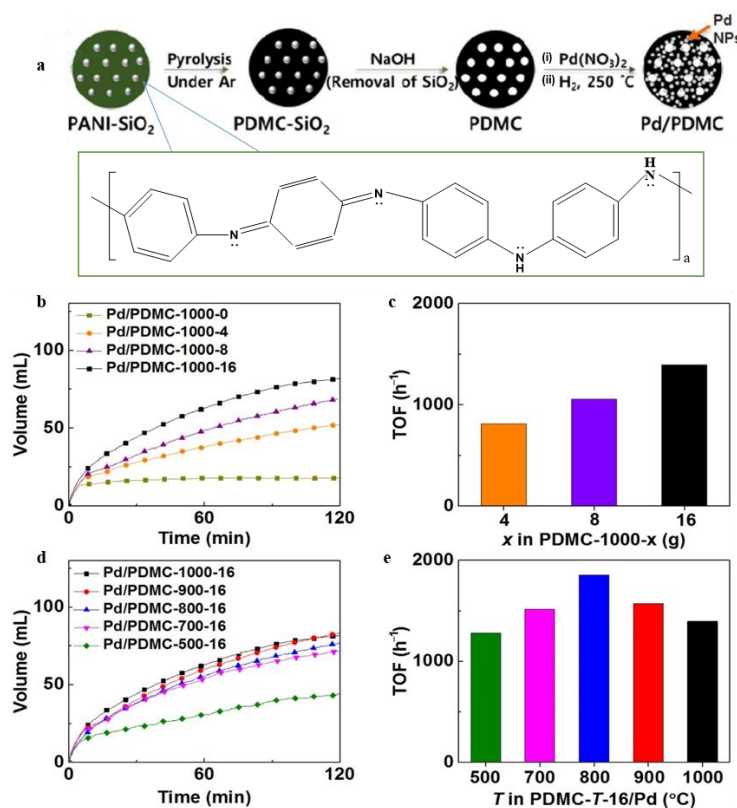 a
Pyrolysis
Under Ar
NaOH
(Removal of SiO₂)
(i) Pd(NO₃)₂
(ii) H₂, 250 °C
Pd
NPs
PANI-SiO₂
PDMC-SiO₂
PDMC
Pd/PDMC
H
N
N
N
N
H
a
b
Pd/PDMC-1000-0
Pd/PDMC-1000-4
Pd/PDMC-1000-8
Pd/PDMC-1000-16
Volume (mL)
100
50
0
0
60
120
Time (min)
c
TOF (h⁻¹)
2000
1000
0
4
8
16
x in PDMC-1000-x (g)
d
Pd/PDMC-1000-16
Pd/PDMC-900-16
Pd/PDMC-800-16
Pd/PDMC-700-16
Pd/PDMC-500-16
Volume (mL)
100
50
0
0
60
120
Time (min)
e
TOF (h⁻¹)
2000
1000
0
500
700
800
900
1000
T in PDMC-T-16/Pd (°C)